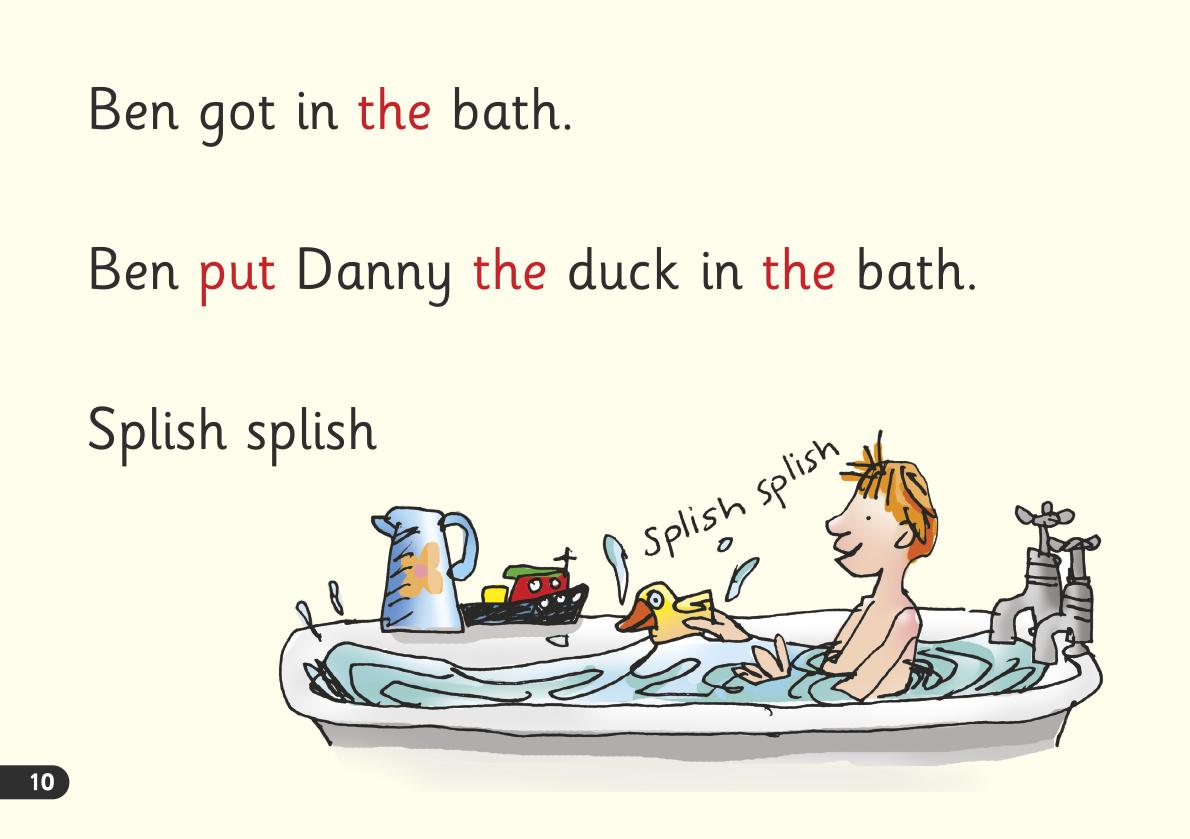 Ben got in the bath.
Ben put Danny the duck in the bath.
Splish splish
Splish splish
10